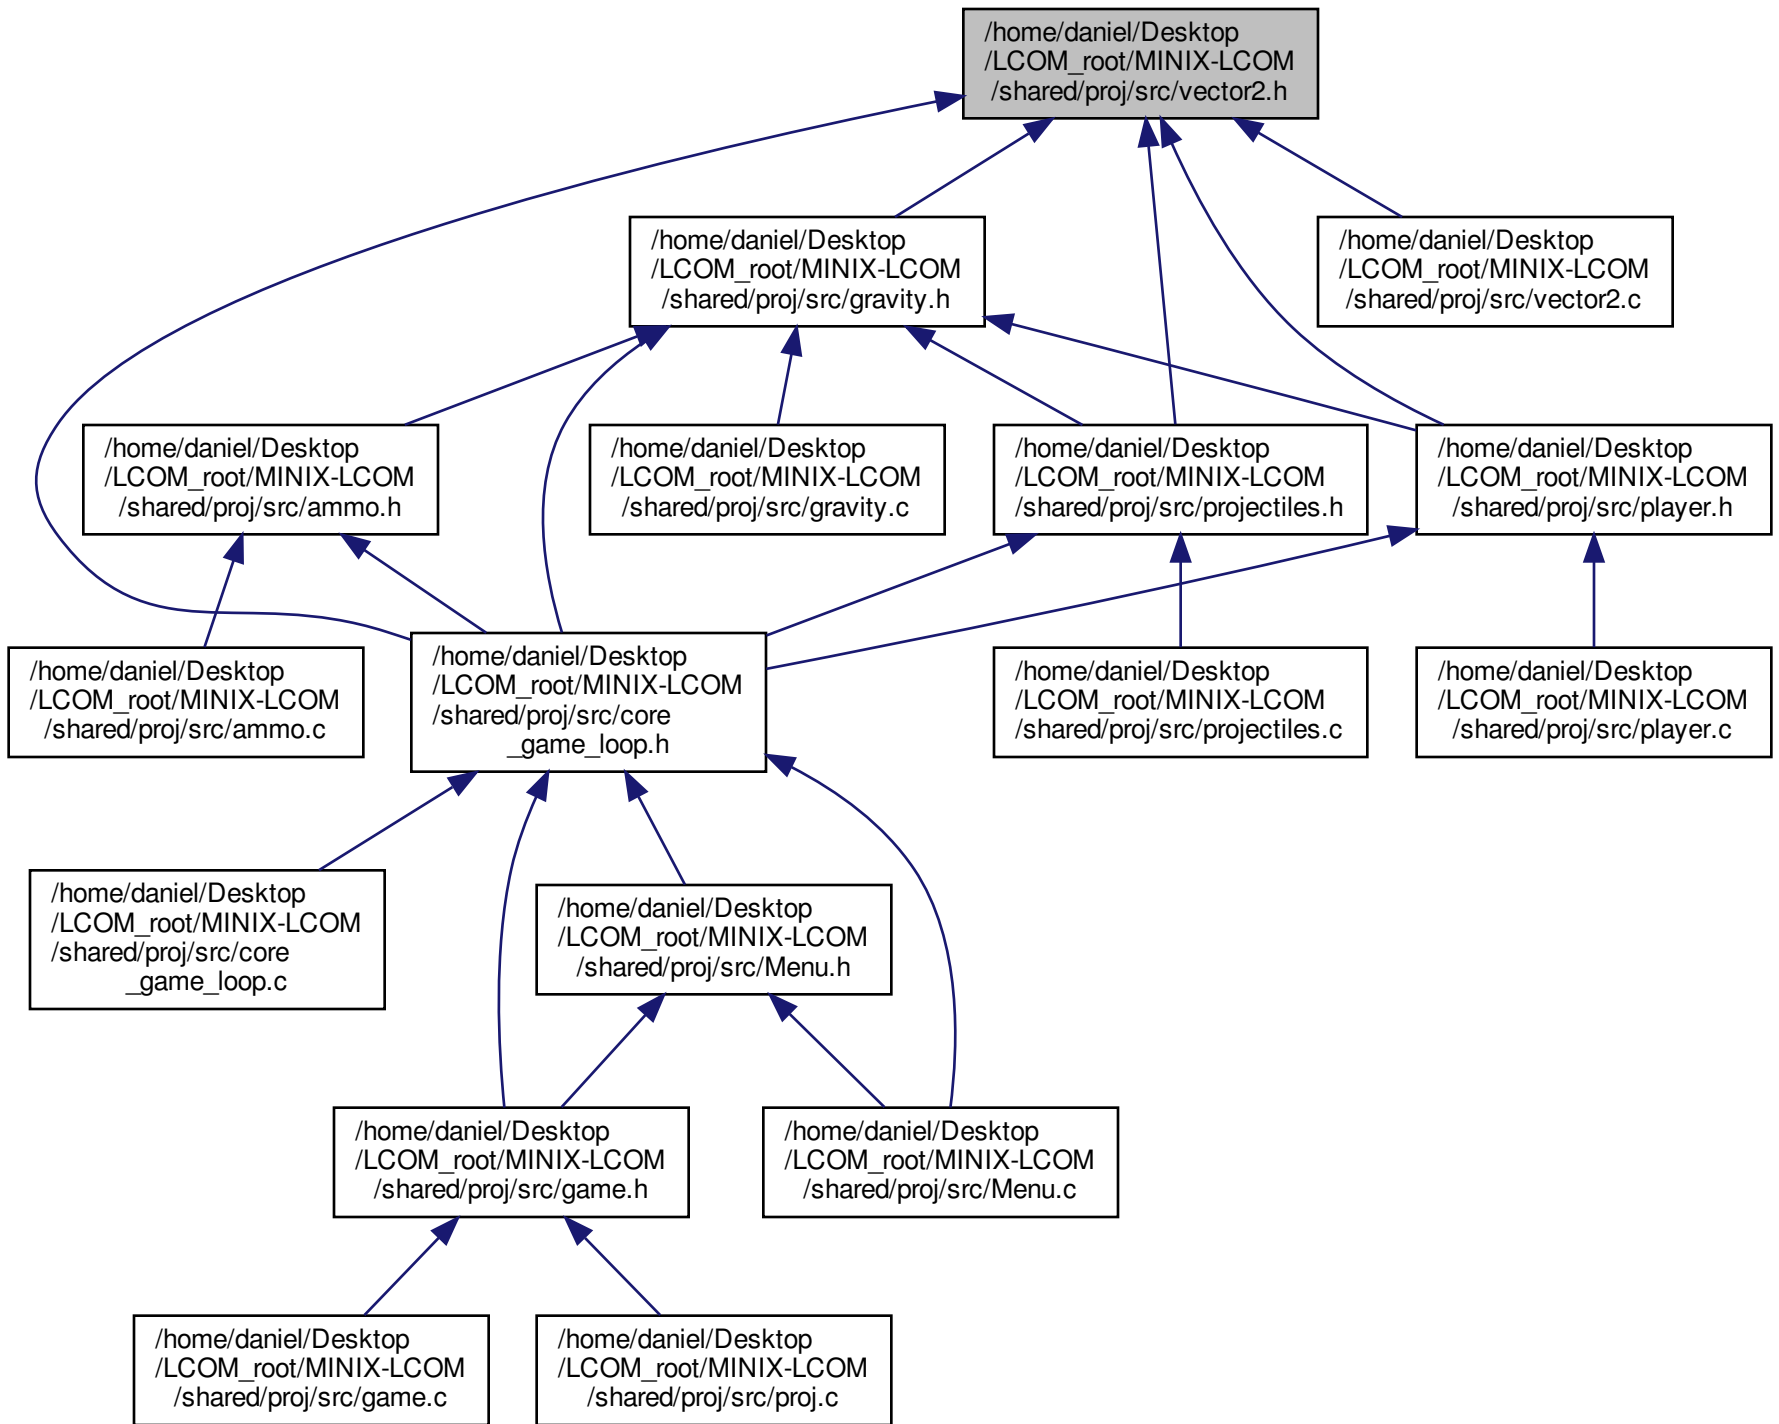 /home/daniel/Desktop
/LCOM_root/MINIX-LCOM
/shared/proj/src/vector2.h
/home/daniel/Desktop
/LCOM_root/MINIX-LCOM
/shared/proj/src/gravity.h
/home/daniel/Desktop
/LCOM_root/MINIX-LCOM
/shared/proj/src/vector2.c
/home/daniel/Desktop
/LCOM_root/MINIX-LCOM
/shared/proj/src/ammo.h
/home/daniel/Desktop
/LCOM_root/MINIX-LCOM
/shared/proj/src/gravity.c
/home/daniel/Desktop
/LCOM_root/MINIX-LCOM
/shared/proj/src/projectiles.h
/home/daniel/Desktop
/LCOM_root/MINIX-LCOM
/shared/proj/src/player.h
/home/daniel/Desktop
/LCOM_root/MINIX-LCOM
/shared/proj/src/ammo.c
/home/daniel/Desktop
/LCOM_root/MINIX-LCOM
/shared/proj/src/core
_game_loop.h
/home/daniel/Desktop
/LCOM_root/MINIX-LCOM
/shared/proj/src/projectiles.c
/home/daniel/Desktop
/LCOM_root/MINIX-LCOM
/shared/proj/src/player.c
/home/daniel/Desktop
/LCOM_root/MINIX-LCOM
/shared/proj/src/core
_game_loop.c
/home/daniel/Desktop
/LCOM_root/MINIX-LCOM
/shared/proj/src/Menu.h
/home/daniel/Desktop
/LCOM_root/MINIX-LCOM
/shared/proj/src/game.h
/home/daniel/Desktop
/LCOM_root/MINIX-LCOM
/shared/proj/src/Menu.c
/home/daniel/Desktop
/LCOM_root/MINIX-LCOM
/shared/proj/src/game.c
/home/daniel/Desktop
/LCOM_root/MINIX-LCOM
/shared/proj/src/proj.c